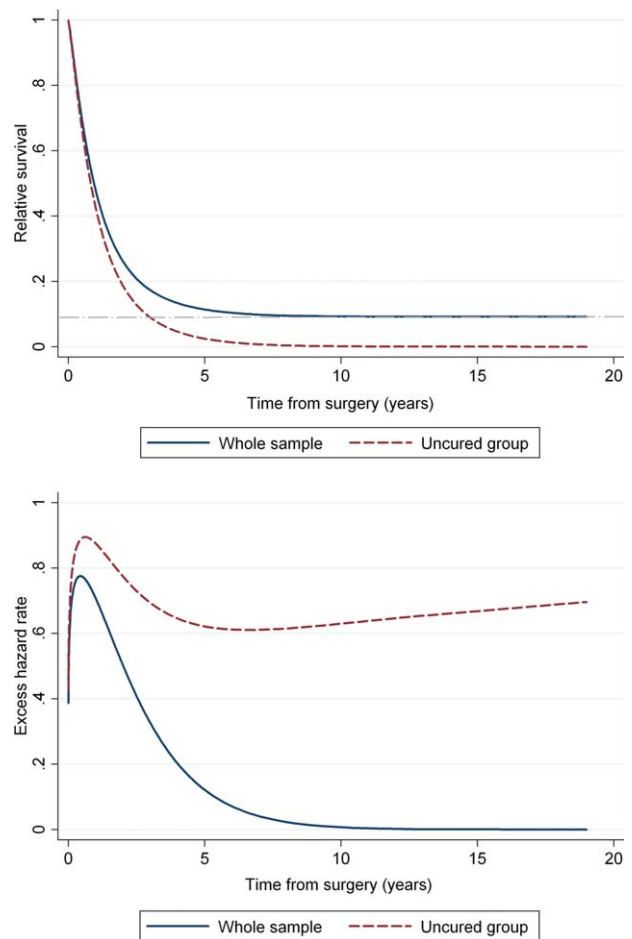 1
.8
.6
.4
.2
0
Relative survival
0 5 10 15 20
Time from surgery (years)
Whole sample Uncured group
1
.8
.6
.4
.2
0
Excess hazard rate
0 5 10 15 20
Time from surgery (years)
Whole sample Uncured group